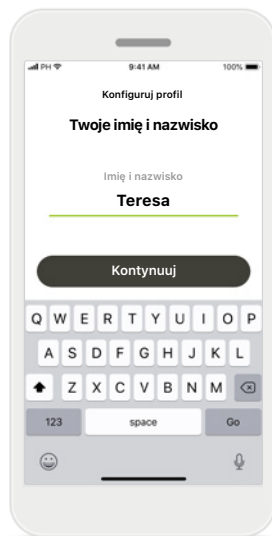 PH 9:41 AM 100%
Konfiguruj profil
Twoje imię i nazwisko
Imię i nazwisko
Teresa
Kontynuuj
Q W E R T Y U I O P
A S D F G H J K L
Z X C V B N M
123 space Go